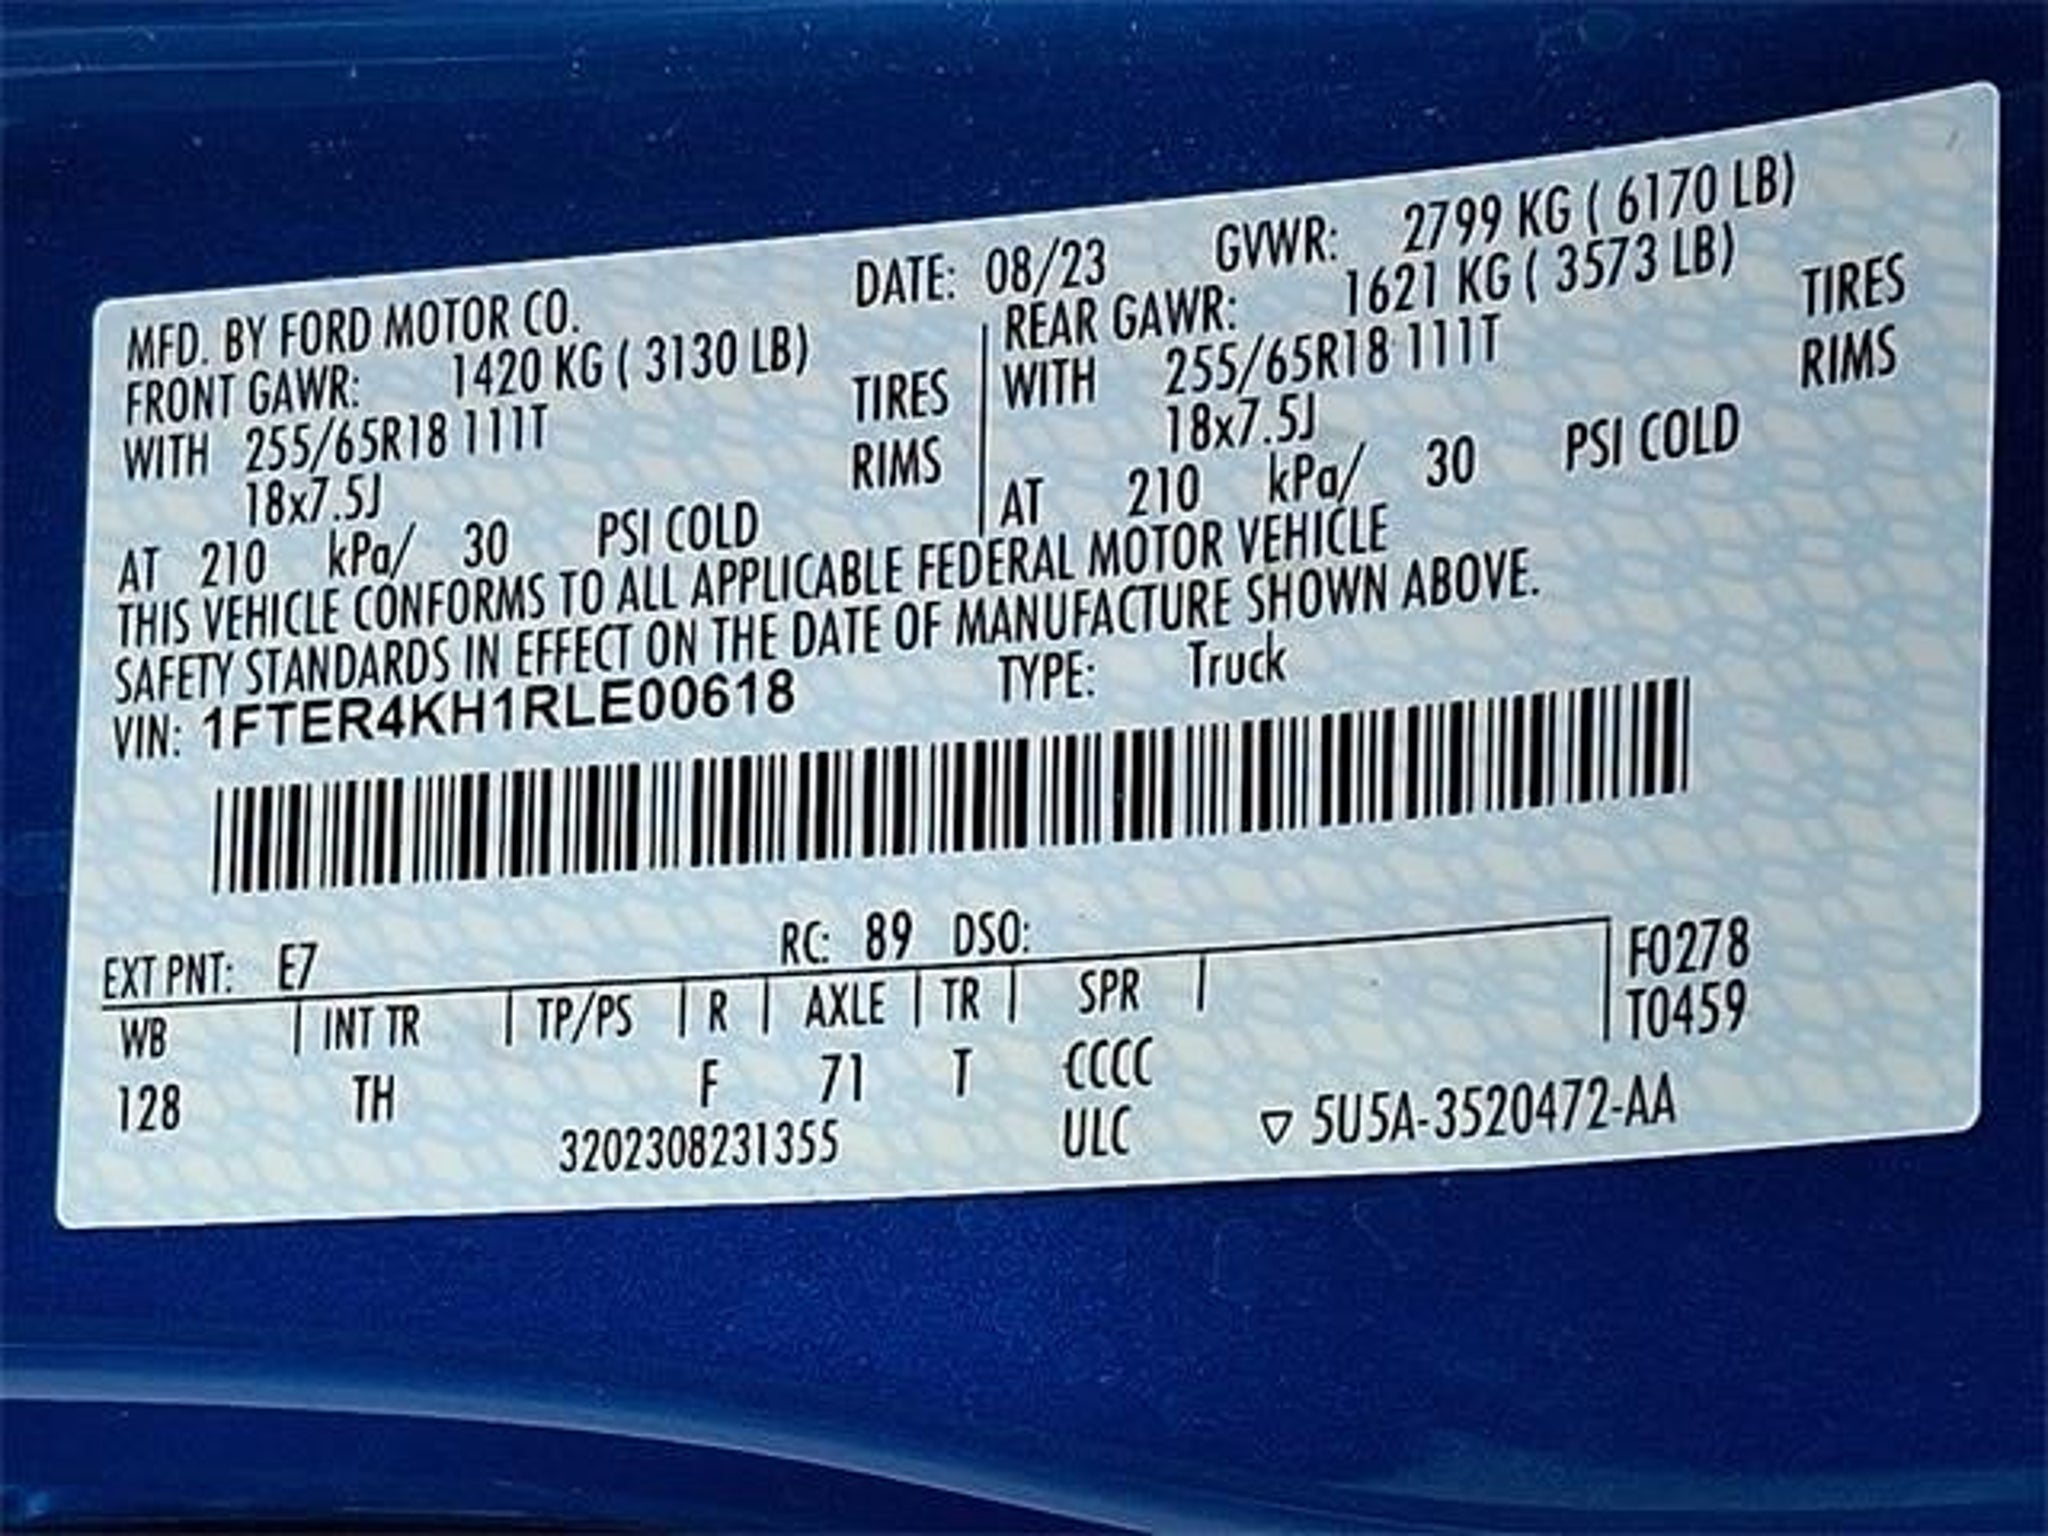 MFD. BY FORD MOTOR CO. DATE: 08/23 GVWR: 2799 KG ( 6170 LB)
FRONT GAWR: 1420 KG ( 3130 LB) REAR GAWR: 1621 KG ( 3573 LB)
WITH 255/65R18 111T TIRES WITH 255/65R18 111T TIRES
18x7.5J RIMS 18x7.5J RIMS
AT 210 kPa/ 30 PSI COLD AT 210 kPa/ 30 PSI COLD
THIS VEHICLE CONFORMS TO ALL APPLICABLE FEDERAL MOTOR VEHICLE
SAFETY STANDARDS IN EFFECT ON THE DATE OF MANUFACTURE SHOWN ABOVE.
VIN: 1FTER4KH1RLE00618 TYPE: Truck
EXT PNT: E7 RC: 89 DSO: F0278
WB INT TR TP/PS R AXLE TR SPR T0459
128 TH F 71 T CCCC
3202308231355 ULC ▽ 5U5A-3520472-AA